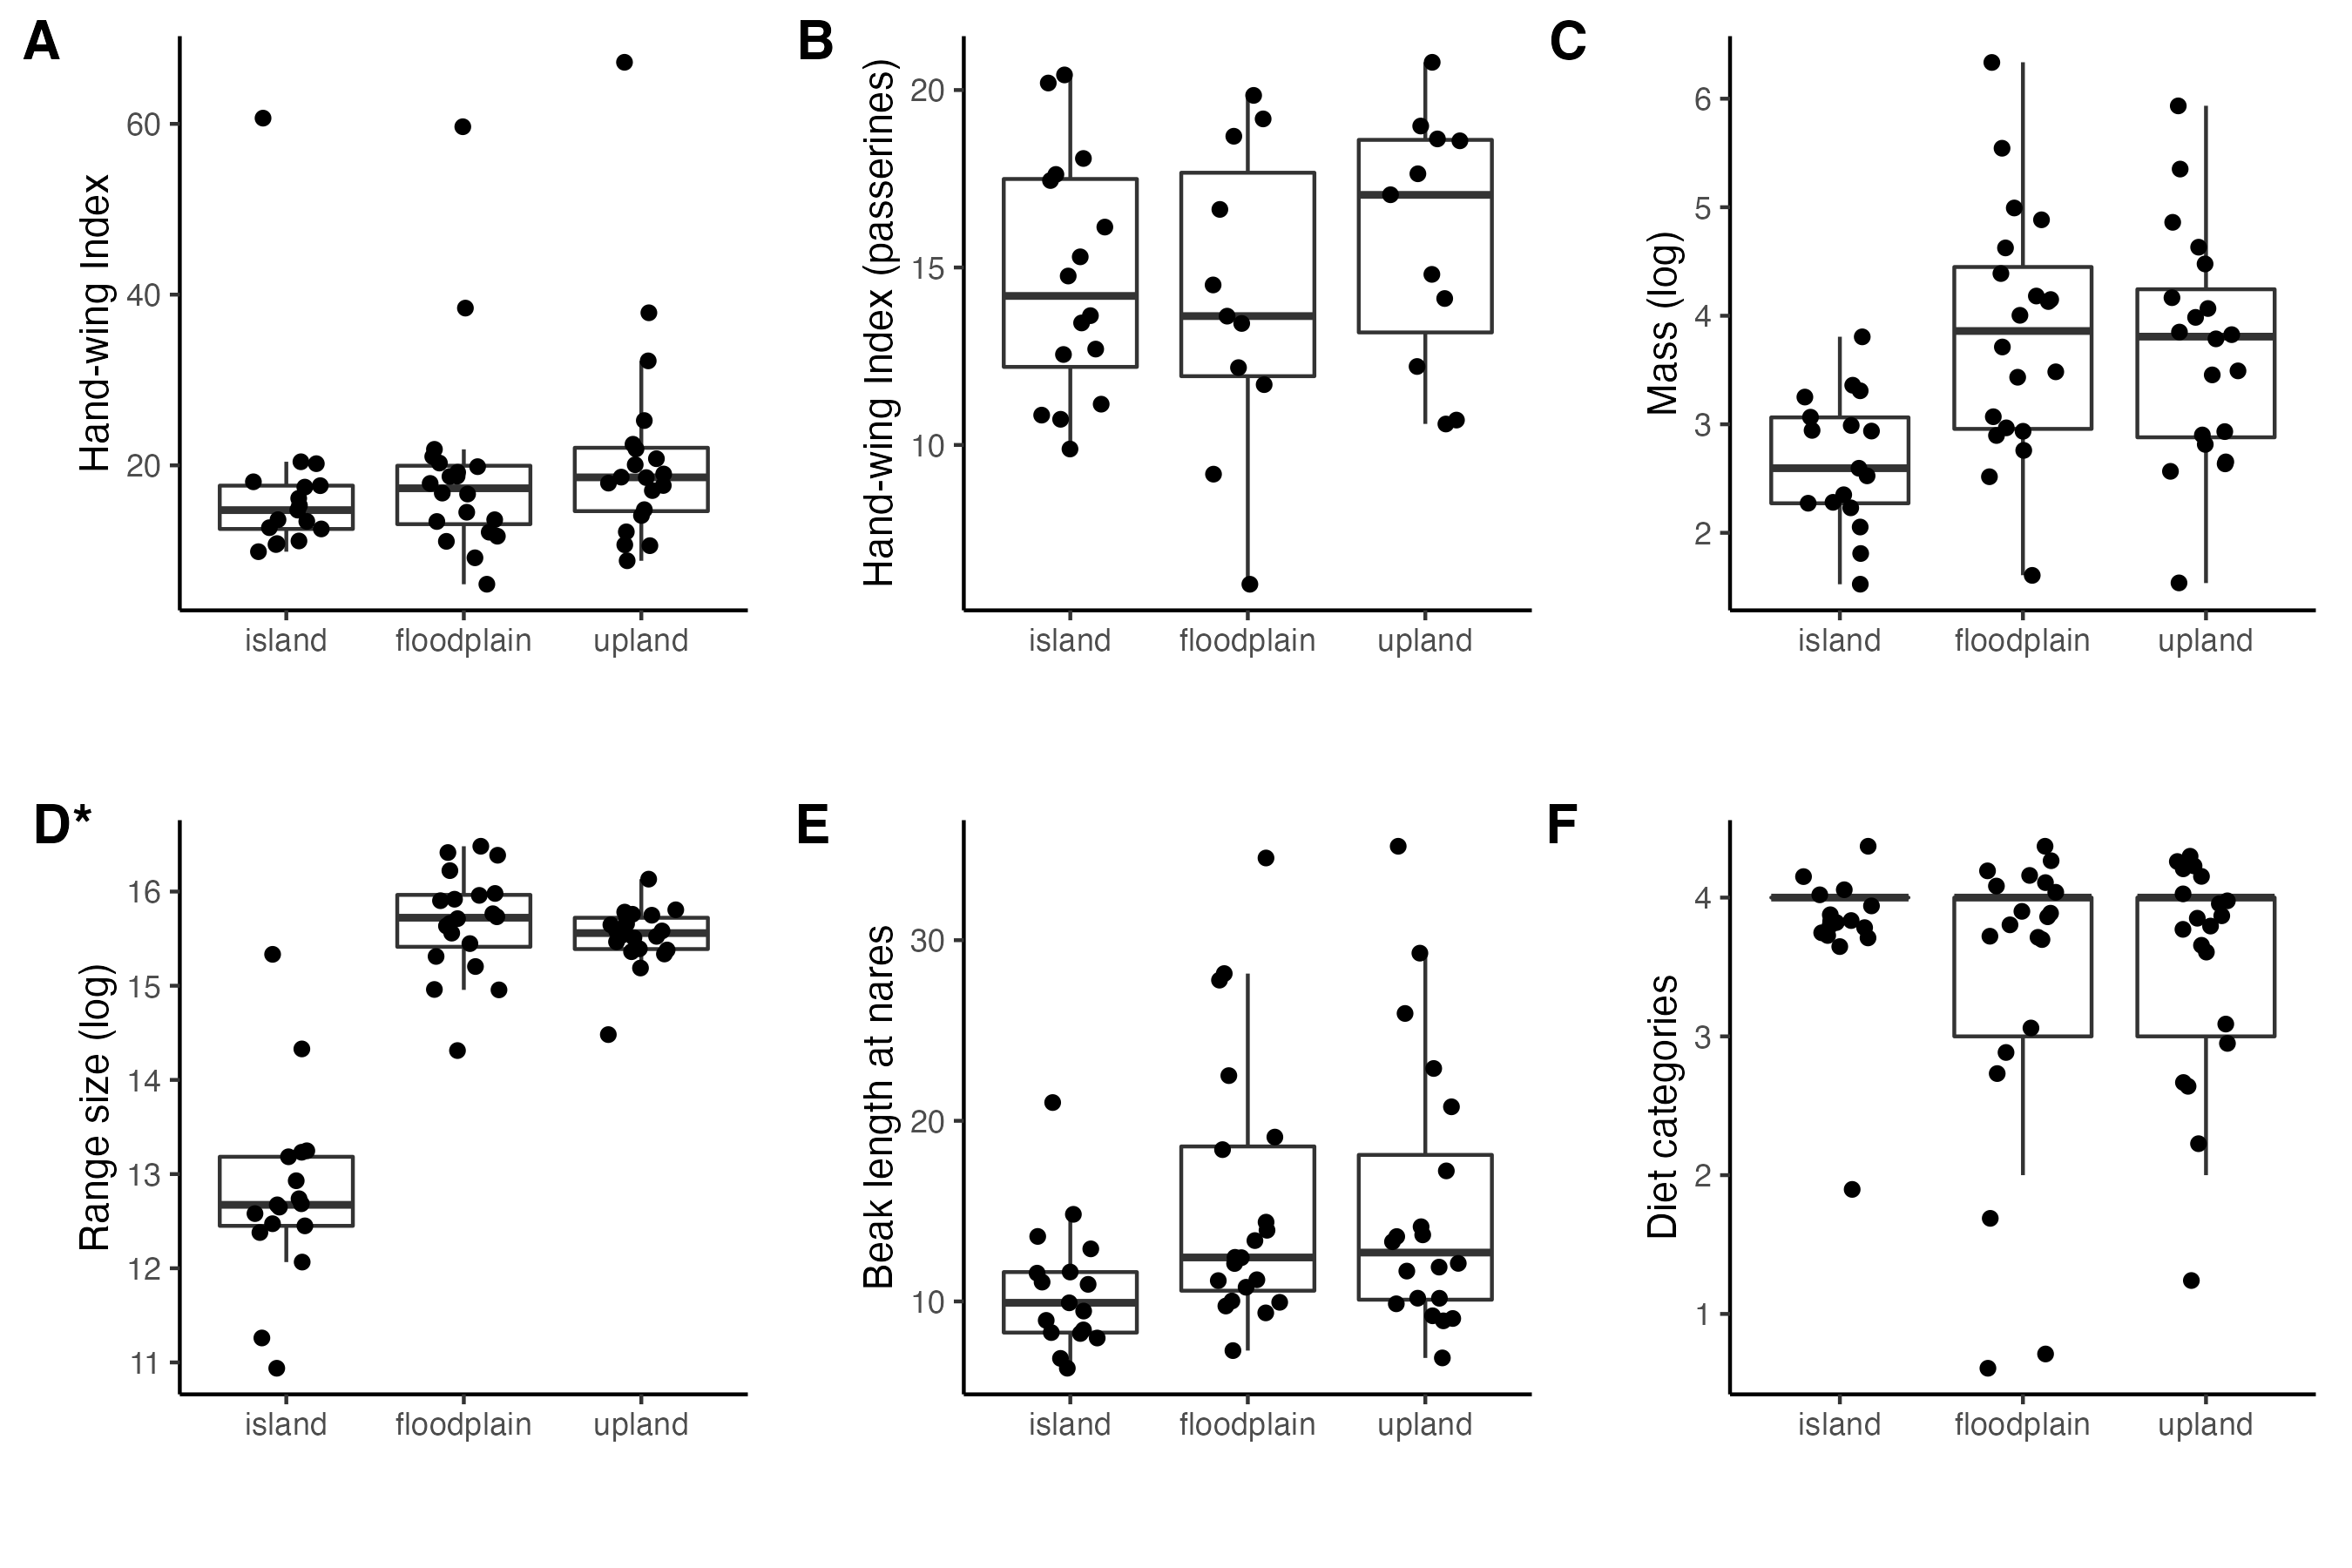 A
Hand-wing Index
60
40
20
island floodplain upland
B
Hand-wing Index (passerines)
20
15
10
island floodplain upland
C
Mass (log)
6
5
4
3
2
island floodplain upland
D*
Range size (log)
16
15
14
13
12
11
island floodplain upland
E
Beak length at nares
30
20
10
island floodplain upland
F
Diet categories
4
3
2
1
island floodplain upland